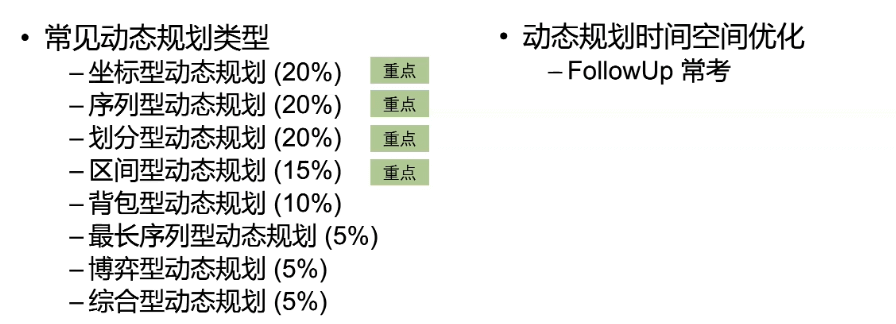 • 常见动态规划类型
– 坐标型动态规划 (20%) 重点
– 序列型动态规划 (20%) 重点
– 划分型动态规划 (20%) 重点
– 区间型动态规划 (15%) 重点
– 背包型动态规划 (10%)
– 最长序列型动态规划 (5%)
– 博弈型动态规划 (5%)
– 综合型动态规划 (5%)
• 动态规划时间空间优化
– FollowUp 常考